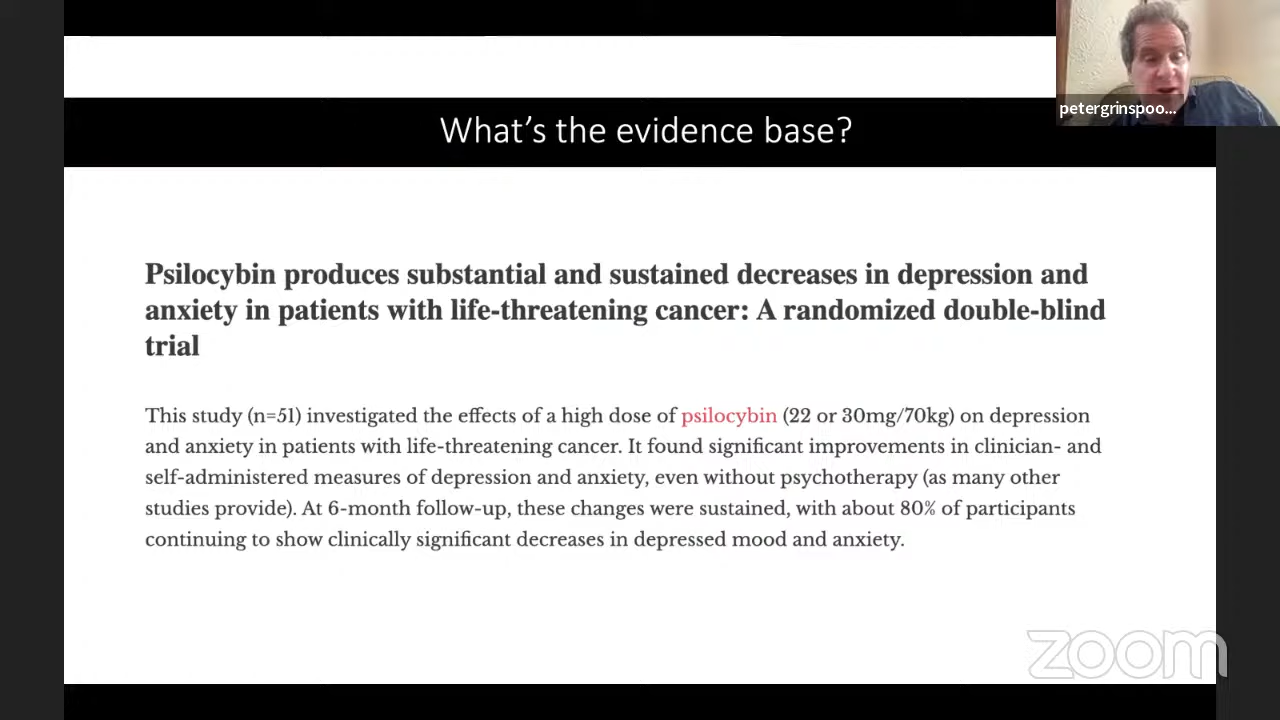 petergrinspoo...
What's the evidence base?
Psilocybin produces substantial and sustained decreases in depression and
anxiety in patients with life-threatening cancer: A randomized double-blind
trial
This study (n=51) investigated the effects of a high dose of psilocybin (22 or 30mg/70kg) on depression
and anxiety in patients with life-threatening cancer. It found significant improvements in clinician- and
self-administered measures of depression and anxiety, even without psychotherapy (as many other
studies provide). At 6-month follow-up, these changes were sustained, with about 80% of participants
continuing to show clinically significant decreases in depressed mood and anxiety.
zoom